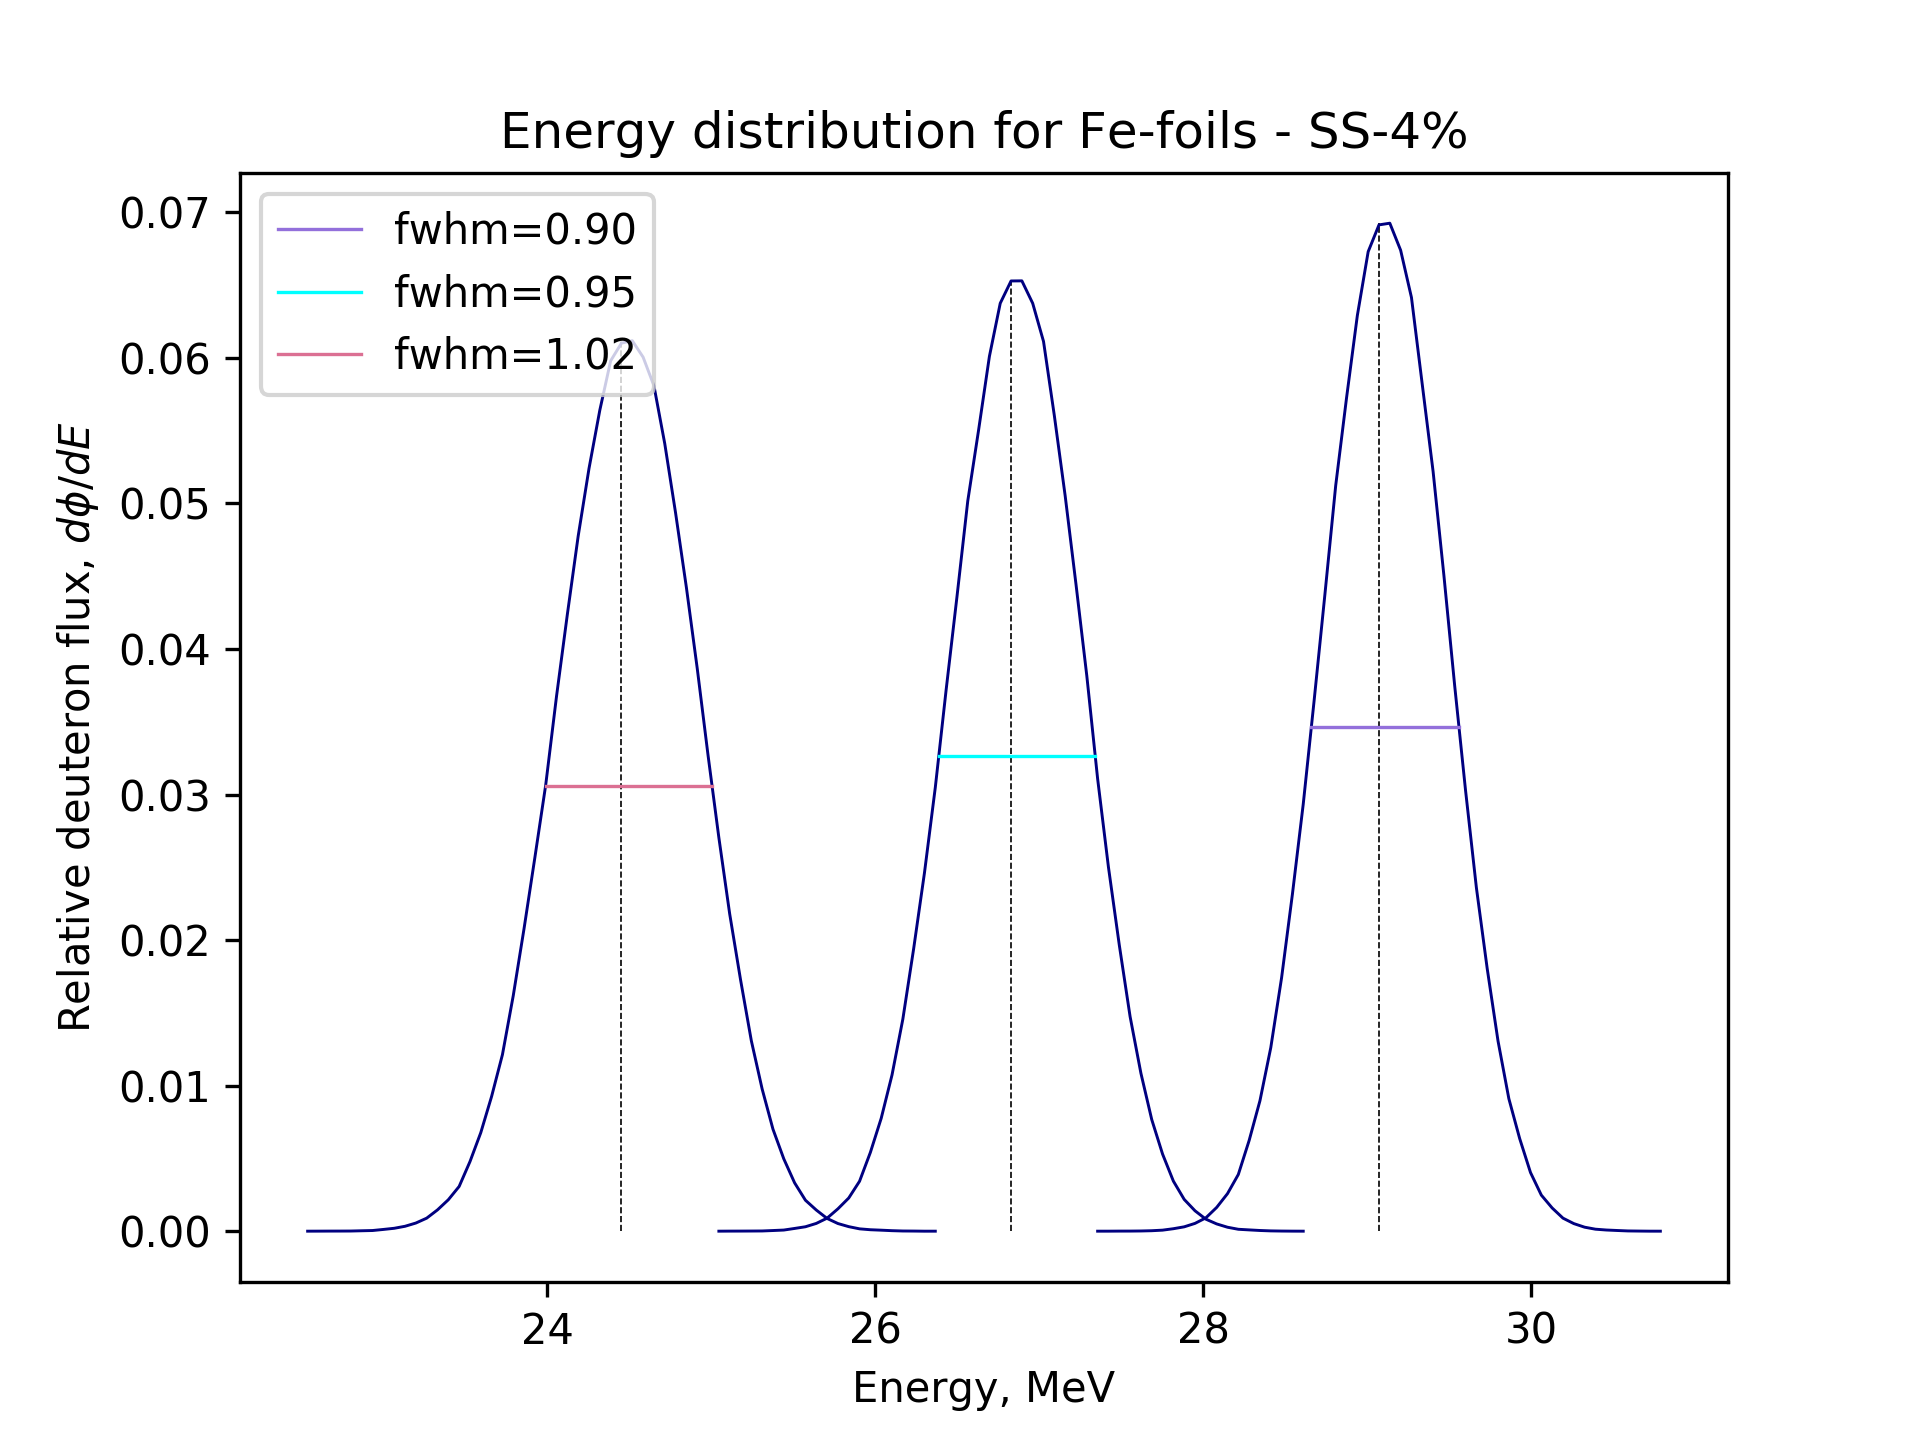 Energy distribution for Fe-foils - SS-4%
fwhm=0.90
fwhm=0.95
fwhm=1.02
0.07
0.06
0.05
0.04
0.03
0.02
0.01
0.00
Relative deuteron flux, dϕ/dE
24 26 28 30
Energy, MeV